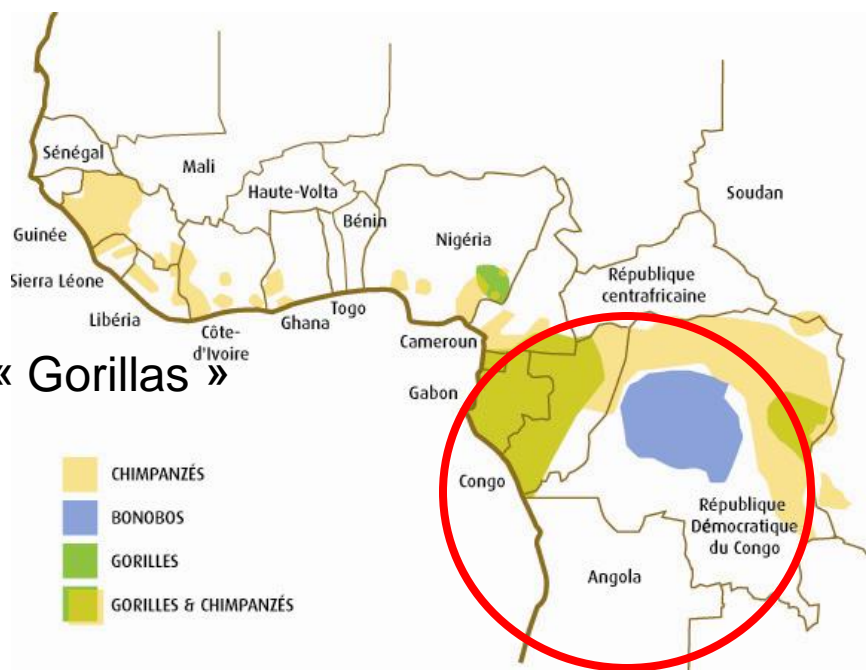 Sénégal
Mali
Haute-Volta
Bénin
Nigéria
Soudan
Guinée
Sierra Léone
Libéria
Côte-
d'Ivoire
Ghana
Togo
Cameroun
République
centrafricaine
« Gorillas »
Gabon
Congo
République
Démocratique
du Congo
Angola
CHIMPANZÉS
BONOBOS
GORILLES
GORILLES & CHIMPANZÉS